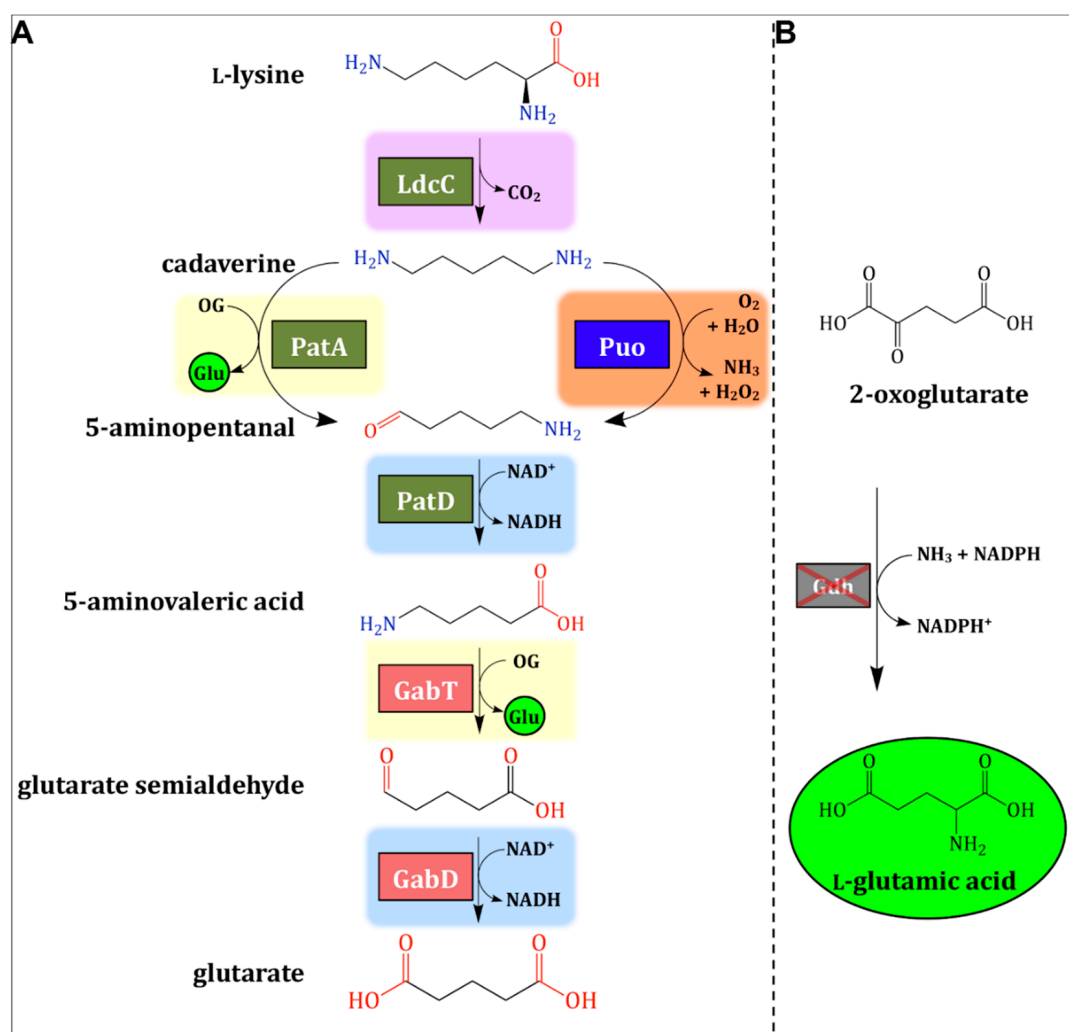 A
B
L-lysine
H₂N
O
OH
NH₂
LdcC
CO₂
cadaverine
H₂N
NH₂
OG
PatA
Glu
Puo
O₂
+ H₂O
NH₃
+ H₂O₂
5-aminopentanal
O
NH₂
PatD
NAD⁺
NADH
5-aminovaleric acid
H₂N
O
OH
GabT
OG
Glu
glutarate semialdehyde
O
O
OH
GabD
NAD⁺
NADH
glutarate
O
O
HO
OH
O
O
HO
OH
O
2-oxoglutarate
Gdh
NH₃ + NADPH
NADPH⁺
O
O
HO
OH
NH₂
L-glutamic acid